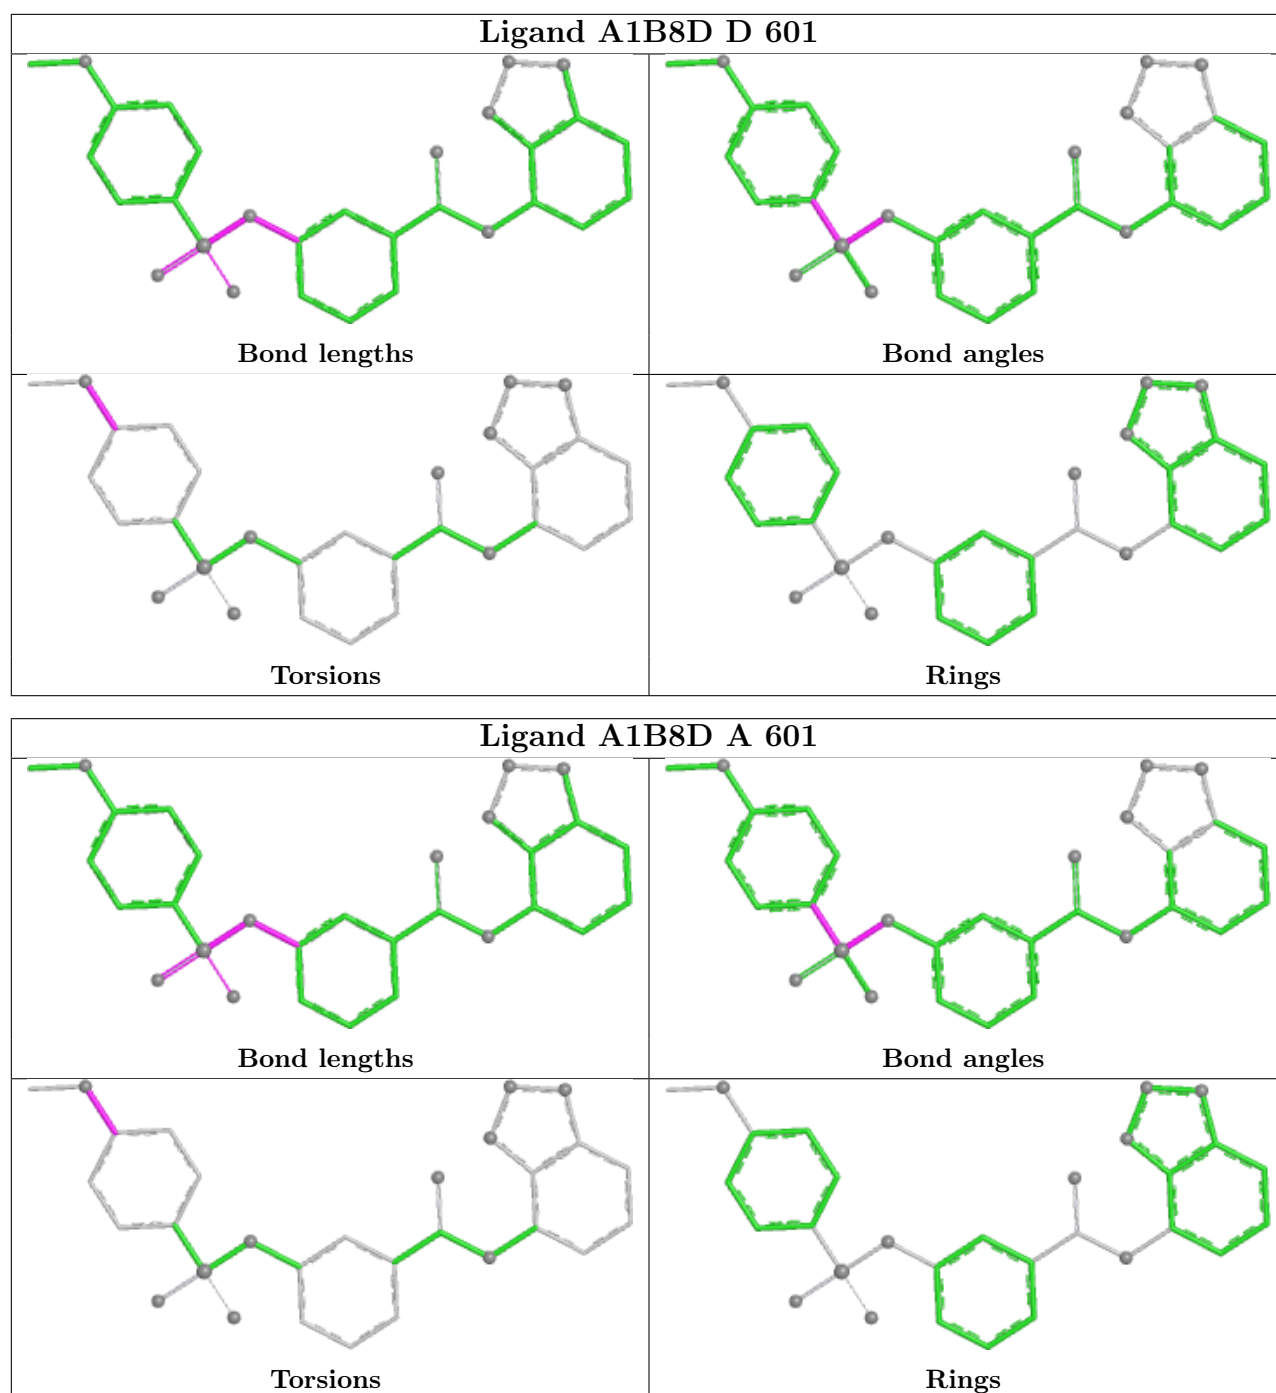 Ligand A1B8D D 601
Bond lengths
Bond angles
Torsions
Rings
Ligand A1B8D A 601
Bond lengths
Bond angles
Torsions
Rings